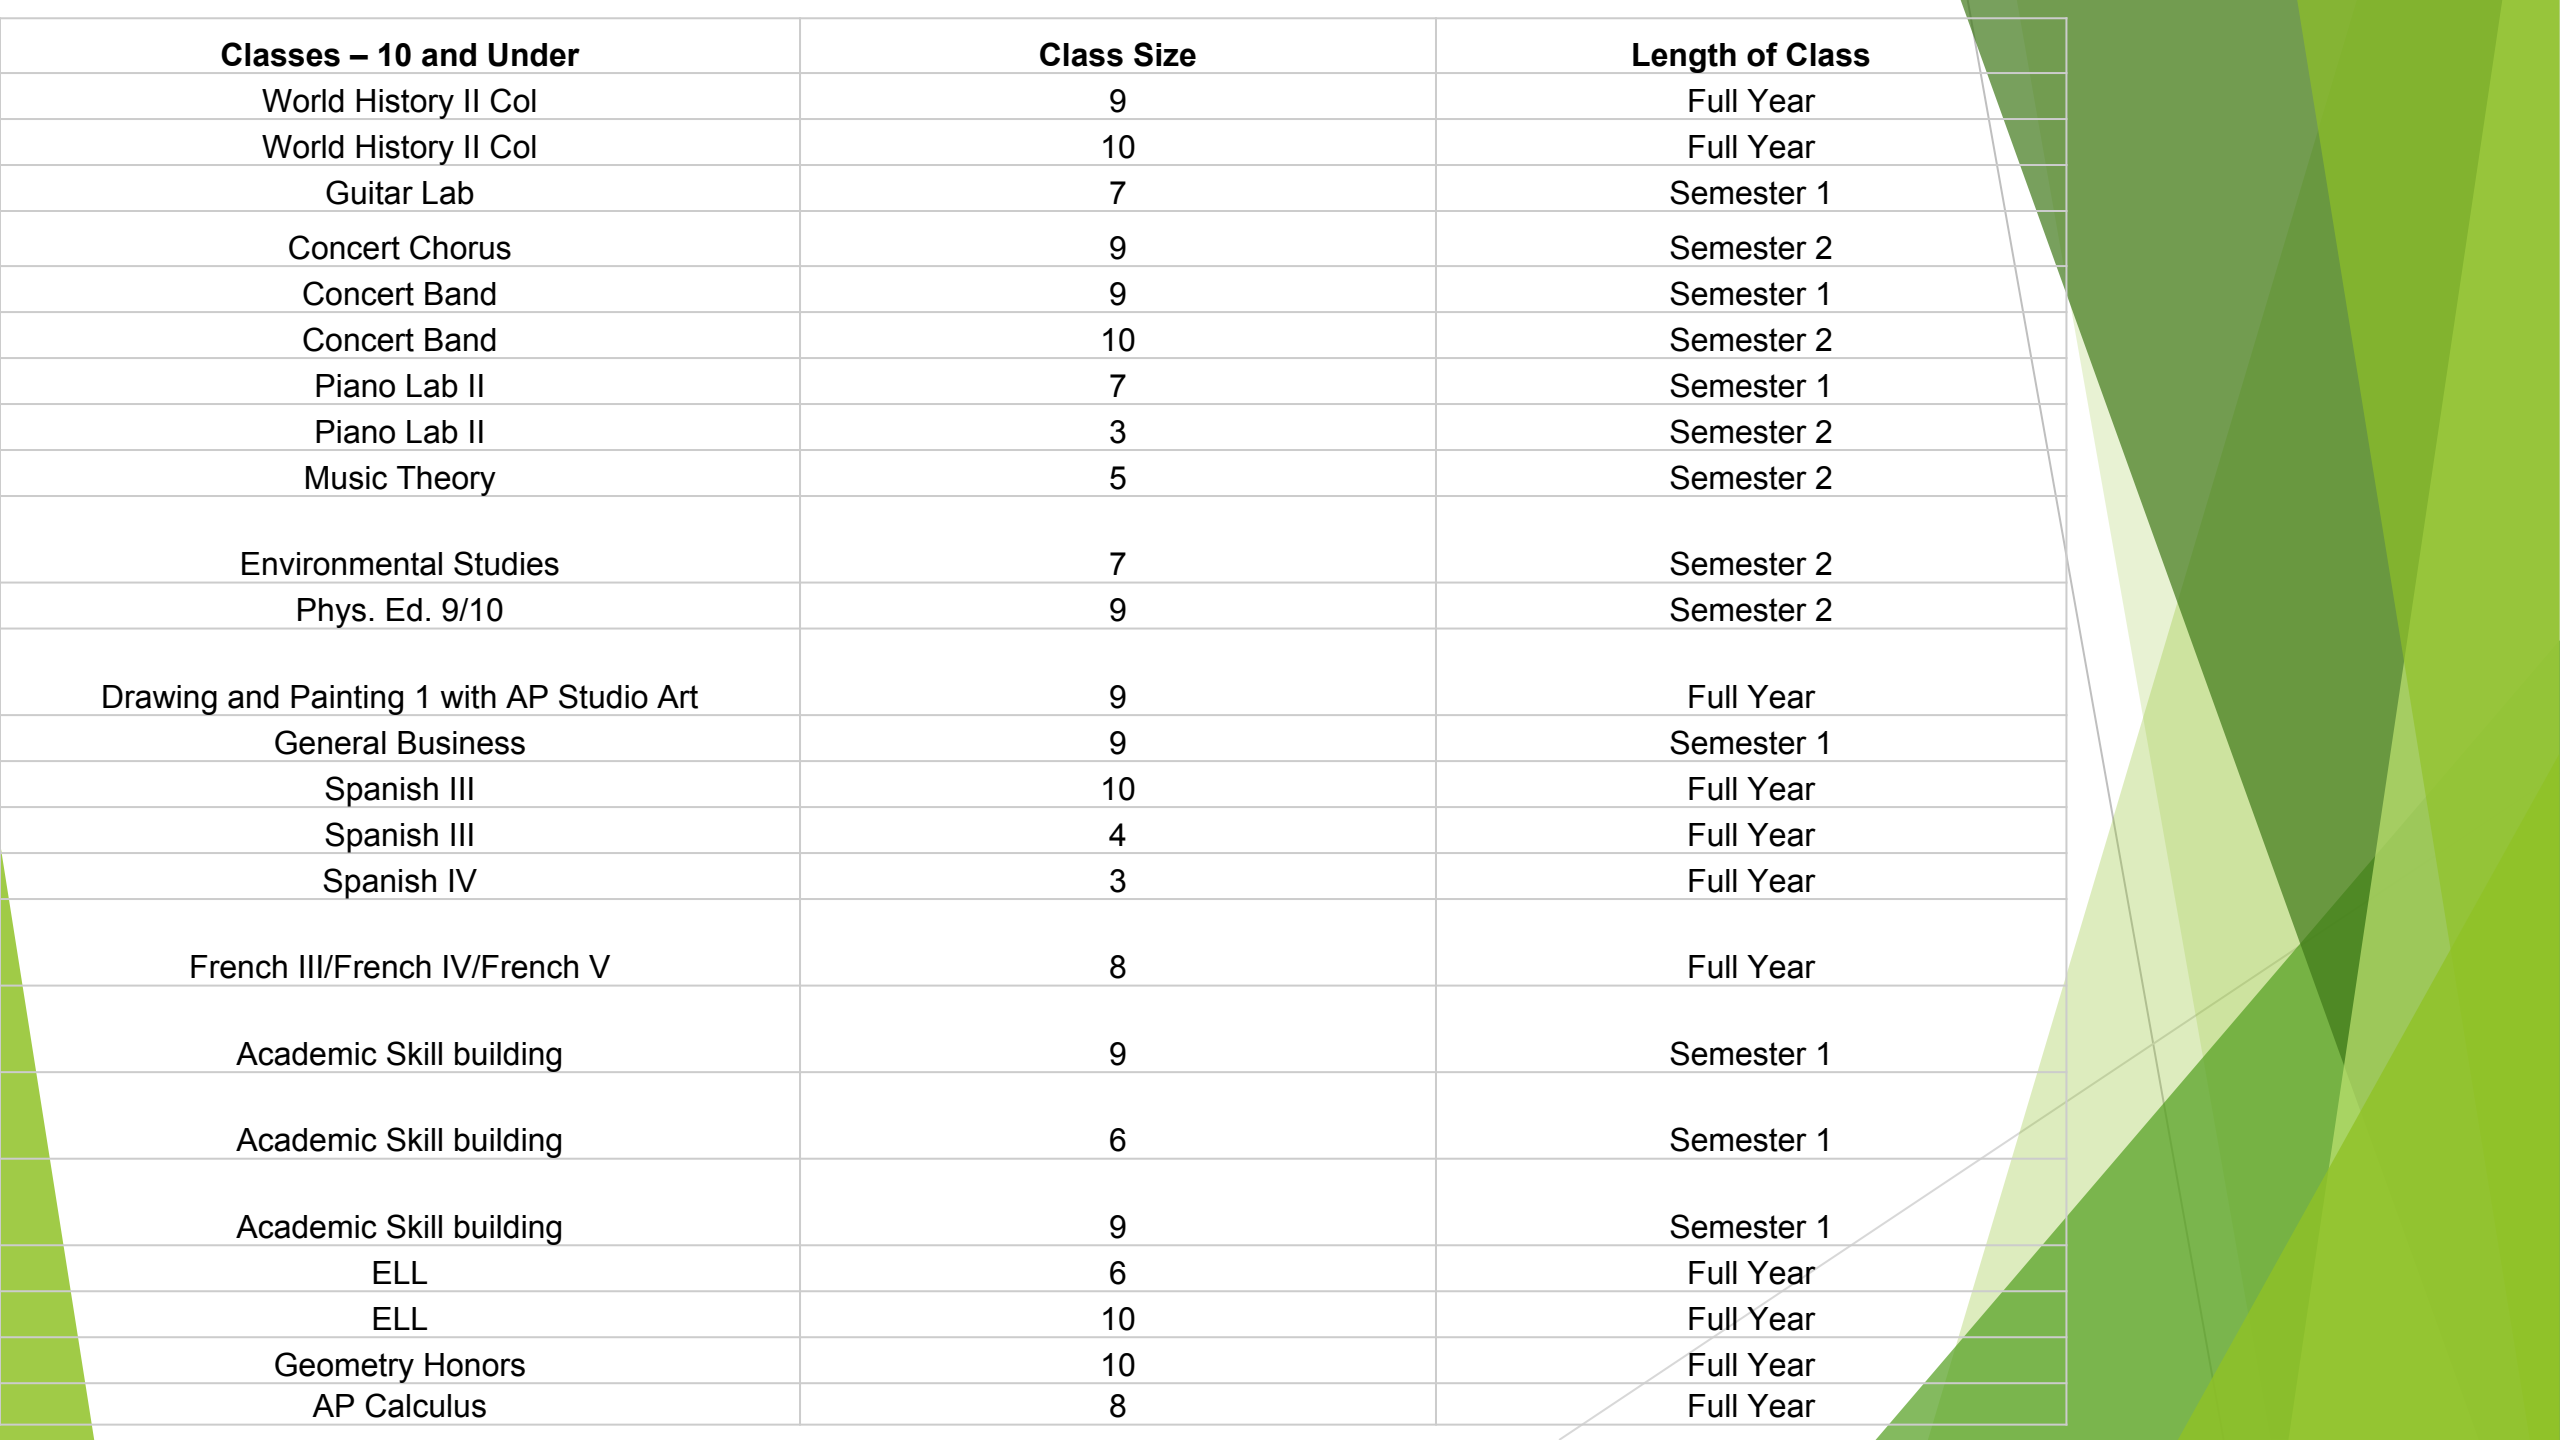 Classes – 10 and Under Class Size Length of Class
World History II Col 9 Full Year
World History II Col 10 Full Year
Guitar Lab 7 Semester 1
Concert Chorus 9 Semester 2
Concert Band 9 Semester 1
Concert Band 10 Semester 2
Piano Lab II 7 Semester 1
Piano Lab II 3 Semester 2
Music Theory 5 Semester 2
Environmental Studies 7 Semester 2
Phys. Ed. 9/10 9 Semester 2
Drawing and Painting 1 with AP Studio Art 9 Full Year
General Business 9 Semester 1
Spanish III 10 Full Year
Spanish III 4 Full Year
Spanish IV 3 Full Year
French III/French IV/French V 8 Full Year
Academic Skill building 9 Semester 1
Academic Skill building 6 Semester 1
Academic Skill building 9 Semester 1
ELL 6 Full Year
ELL 10 Full Year
Geometry Honors 10 Full Year
AP Calculus 8 Full Year